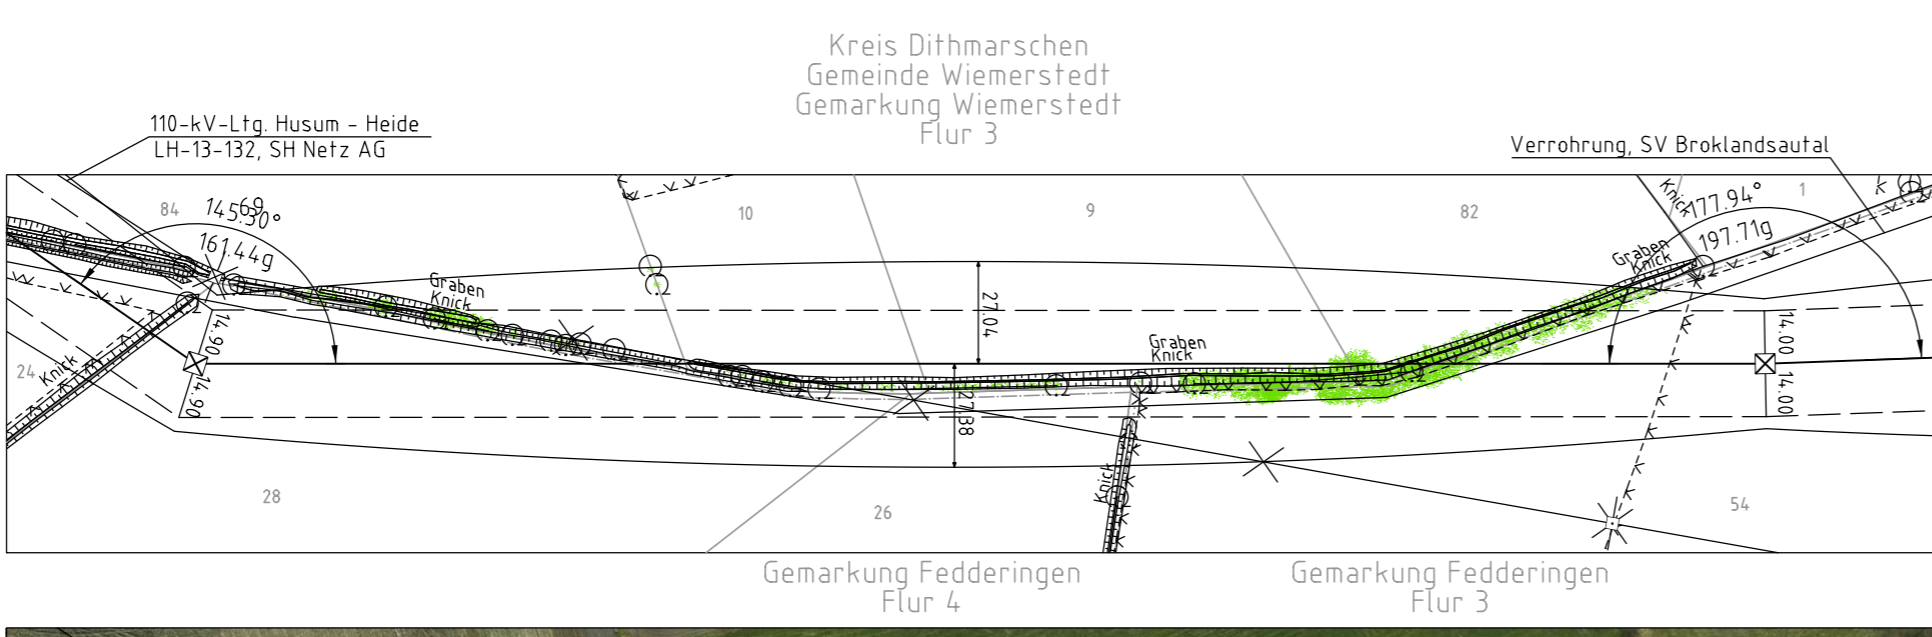 Kreis Dithmarschen
Gemeinde Wiemerstedt
Gemarkung Wiemerstedt
Flur 3
110-kV-Ltg. Husum - Heide
LH-13-132, SH Netz AG
Verrohrung, SV Broklandsautal
84
69
145.30°
161.44g
10
9
82
Knick
177.94°
1
197.71g
Graben
Knick
Graben
Knick
27.04
Graben
Knick
14.90
14.90
14.00
14.00
24
Knick
27.38
Knick
28
26
54
Gemarkung Fedderingen
Flur 4
Gemarkung Fedderingen
Flur 3